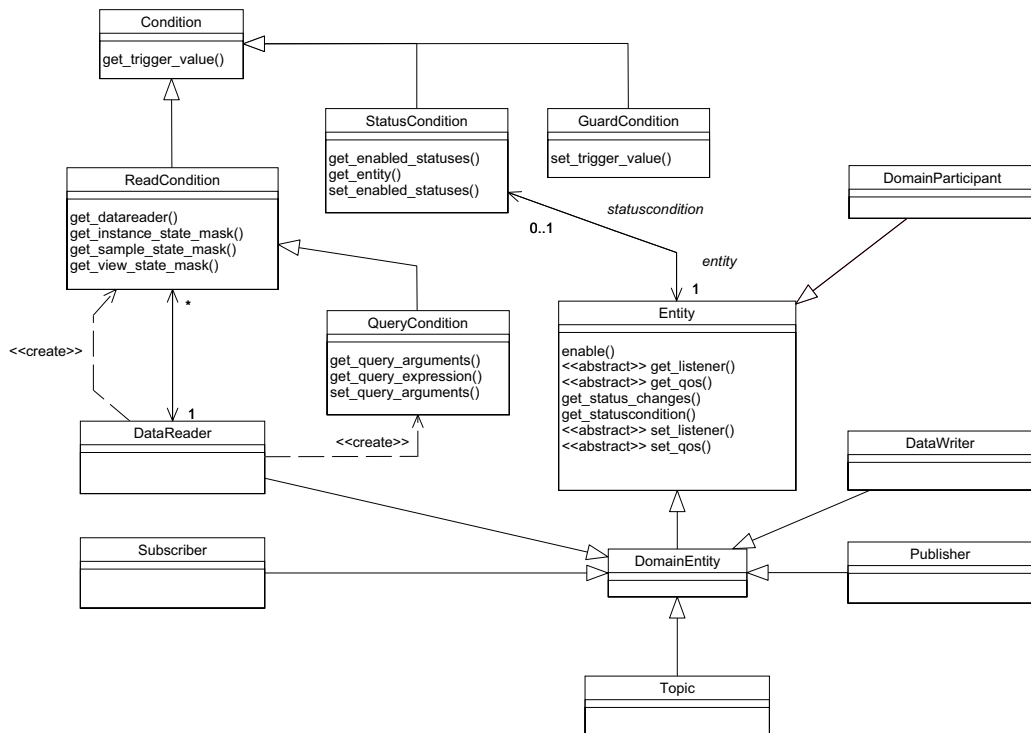 Condition
get_trigger_value()
StatusCondition
get_enabled_statuses()
get_entity()
set_enabled_statuses()
GuardCondition
set_trigger_value()
ReadCondition
get_datareader()
get_instance_state_mask()
get_sample_state_mask()
get_view_state_mask()
DomainParticipant
statuscondition
0..1
entity
1
*
<<create>>
QueryCondition
get_query_arguments()
get_query_expression()
set_query_arguments()
Entity
enable()
<<abstract>> get_listener()
<<abstract>> get_qos()
get_status_changes()
get_statuscondition()
<<abstract>> set_listener()
<<abstract>> set_qos()
1
DataReader
<<create>>
DataWriter
Subscriber
DomainEntity
Publisher
Topic